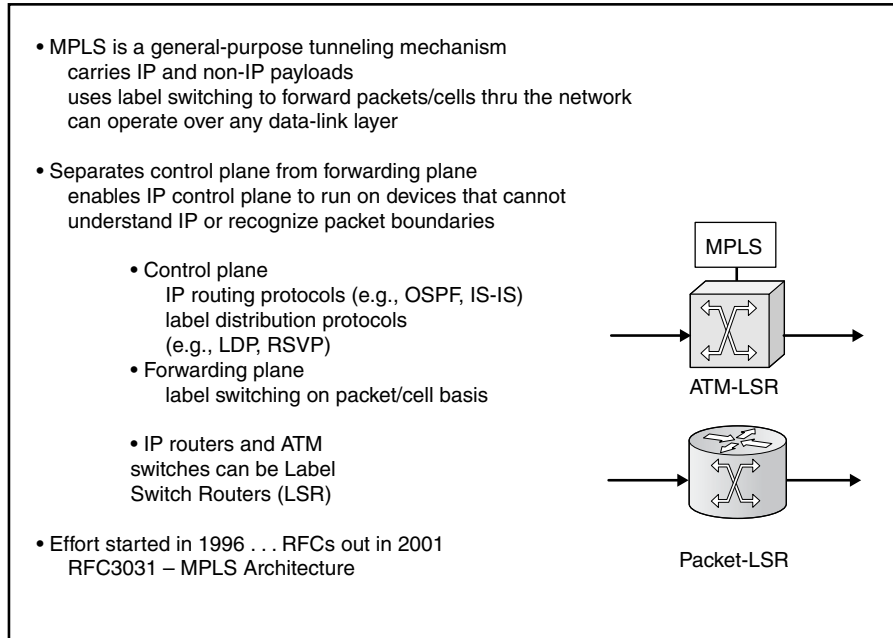 • MPLS is a general-purpose tunneling mechanism
carries IP and non-IP payloads
uses label switching to forward packets/cells thru the network
can operate over any data-link layer
• Separates control plane from forwarding plane
enables IP control plane to run on devices that cannot
understand IP or recognize packet boundaries
• Control plane
IP routing protocols (e.g., OSPF, IS-IS)
label distribution protocols
(e.g., LDP, RSVP)
• Forwarding plane
label switching on packet/cell basis
• IP routers and ATM
switches can be Label
Switch Routers (LSR)
• Effort started in 1996 . . . RFCs out in 2001
RFC3031 – MPLS Architecture
MPLS
ATM-LSR
Packet-LSR